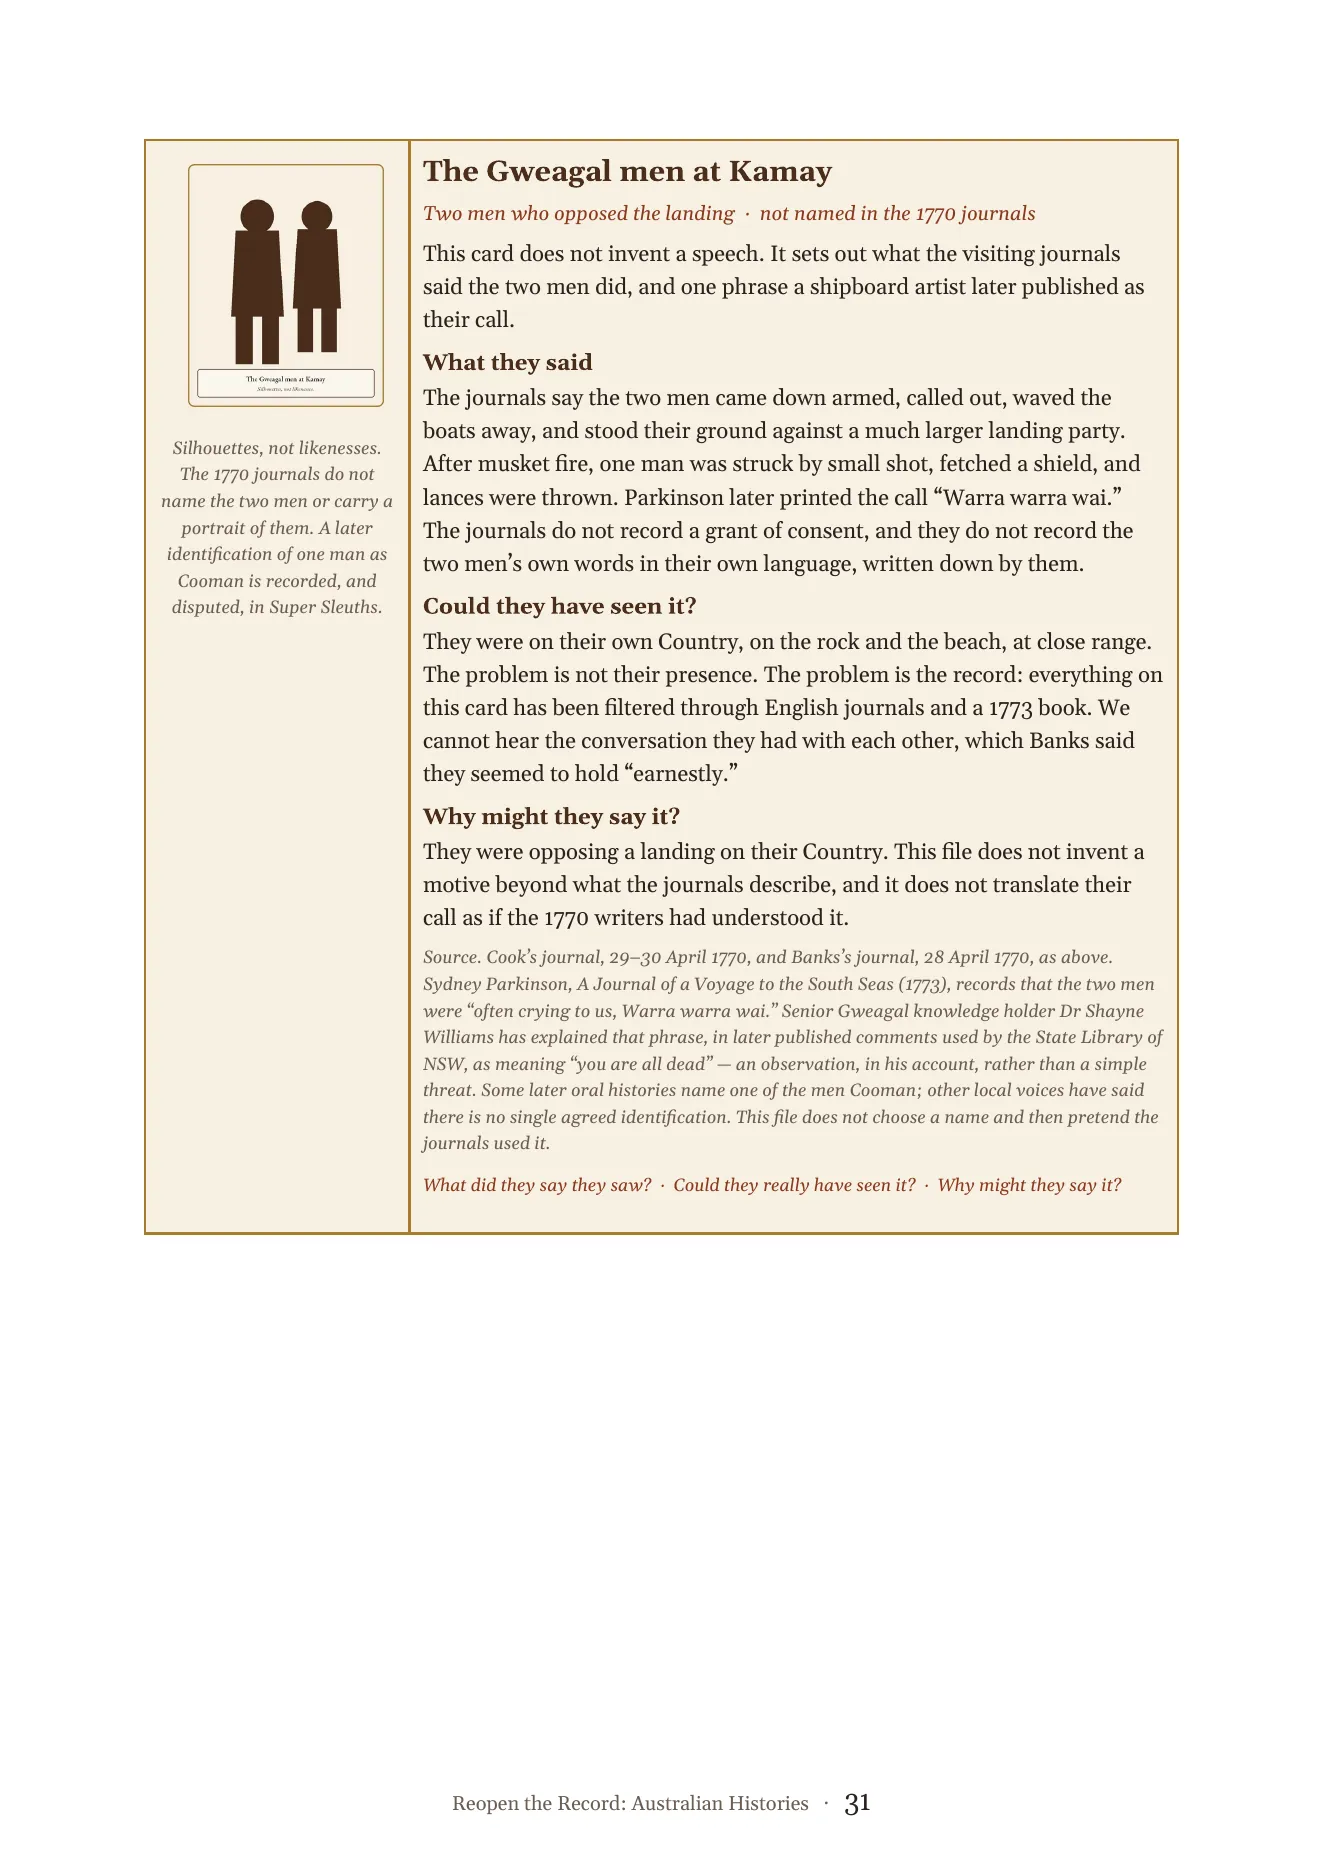 The Gweagal men at Kamay
Silhouettes, not likenesses.
Silhouettes, not likenesses.
The 1770 journals do not
name the two men or carry a
portrait of them. A later
identification of one man as
Cooman is recorded, and
disputed, in Super Sleuths.
The Gweagal men at Kamay
Two men who opposed the landing · not named in the 1770 journals
This card does not invent a speech. It sets out what the visiting journals
said the two men did, and one phrase a shipboard artist later published as
their call.
What they said
The journals say the two men came down armed, called out, waved the
boats away, and stood their ground against a much larger landing party.
After musket fire, one man was struck by small shot, fetched a shield, and
lances were thrown. Parkinson later printed the call “Warra warra wai.”
The journals do not record a grant of consent, and they do not record the
two men’s own words in their own language, written down by them.
Could they have seen it?
They were on their own Country, on the rock and the beach, at close range.
The problem is not their presence. The problem is the record: everything on
this card has been filtered through English journals and a 1773 book. We
cannot hear the conversation they had with each other, which Banks said
they seemed to hold “earnestly.”
Why might they say it?
They were opposing a landing on their Country. This file does not invent a
motive beyond what the journals describe, and it does not translate their
call as if the 1770 writers had understood it.
Source. Cook’s journal, 29–30 April 1770, and Banks’s journal, 28 April 1770, as above.
Sydney Parkinson, A Journal of a Voyage to the South Seas (1773), records that the two men
were “often crying to us, Warra warra wai.” Senior Gweagal knowledge holder Dr Shayne
Williams has explained that phrase, in later published comments used by the State Library of
NSW, as meaning “you are all dead” — an observation, in his account, rather than a simple
threat. Some later oral histories name one of the men Cooman; other local voices have said
there is no single agreed identification. This file does not choose a name and then pretend the
journals used it.
What did they say they saw? · Could they really have seen it? · Why might they say it?
Reopen the Record: Australian Histories · 31